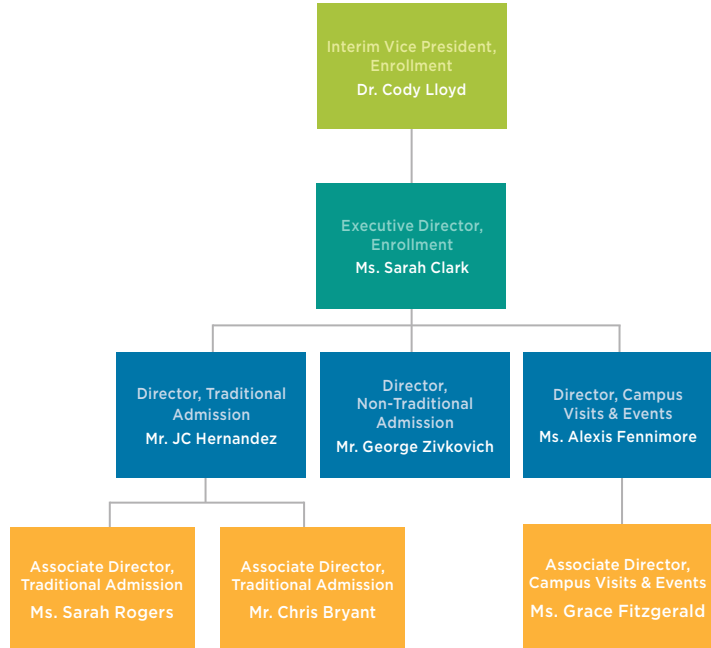 Interim Vice President,
Enrollment
Dr. Cody Lloyd
Executive Director,
Enrollment
Ms. Sarah Clark
Director, Traditional
Admission
Mr. JC Hernandez
Director,
Non-Traditional
Admission
Mr. George Zivkovich
Director, Campus
Visits & Events
Ms. Alexis Fennimore
Associate Director,
Traditional Admission
Ms. Sarah Rogers
Associate Director,
Traditional Admission
Mr. Chris Bryant
Associate Director,
Campus Visits & Events
Ms. Grace Fitzgerald